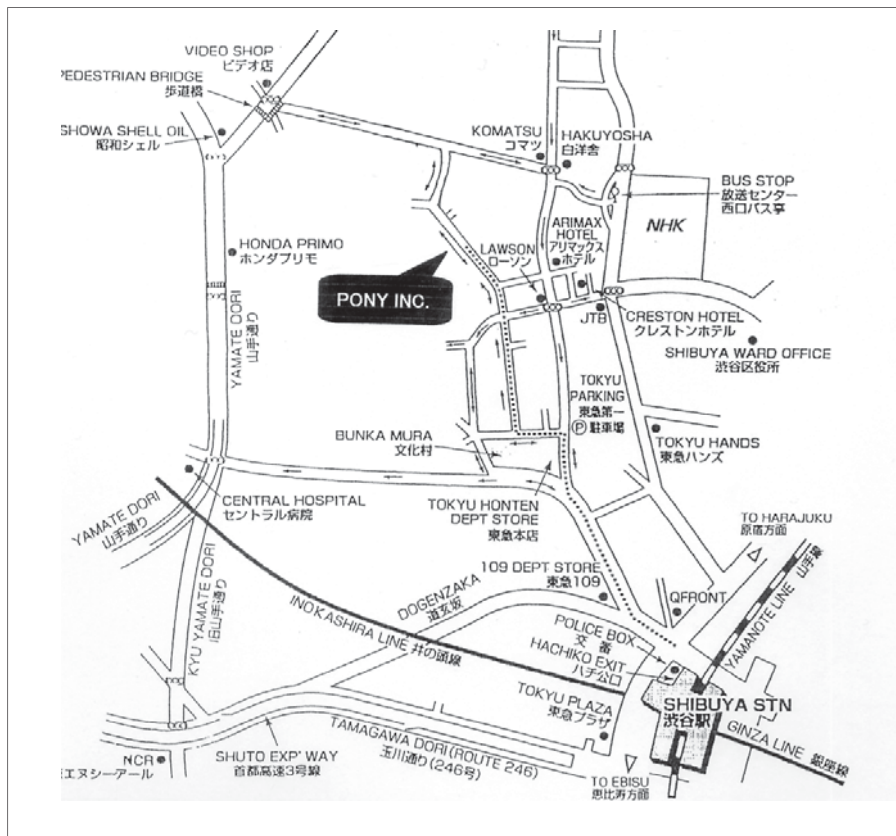 VIDEO SHOP
ビデオ店
PEDESTRIAN BRIDGE
歩道橋
SHOWA SHELL OIL
昭和シェル
KOMATSU
コマツ
HAKUYOSHA
白洋舎
BUS STOP
放送センター
西口バス亭
NHK
ARIMAX
HOTEL
アリマックス
ホテル
HONDA PRIMO
ホンダプリモ
LAWSON
ローソン
PONY INC.
JTB
CRESTON HOTEL
クレストンホテル
SHIBUYA WARD OFFICE
渋谷区役所
YAMATE DORI
TOKYU
PARKING
東急第一
P 駐車場
BUNKA MURA
文化村
TOKYU HANDS
東急ハンズ
CENTRAL HOSPITAL
セントラル病院
YAMATE DORI
山手通り
TOKYU HONTEN
DEPT STORE
東急本店
TO HARAJUKU
原宿方面
109 DEPT STORE
東急109
DOGENZAKA
道玄坂
QFRONT
YAMANOTE LINE 山手線
KYU YAMATE DORI
旧山手通り
INOKASHIRA LINE 井の頭線
POLICE BOX
交番
HACHIKO EXIT
ハチ公口
TOKYU PLAZA
東急プラザ
SHIBUYA STN
渋谷駅
GINZA LINE 銀座線
NCR
エヌシーアール
SHUTO EXP' WAY
首都高速3号線
TAMAGAWA DORI (ROUTE 246)
玉川通り (246号)
TO EBISU
恵比寿方面